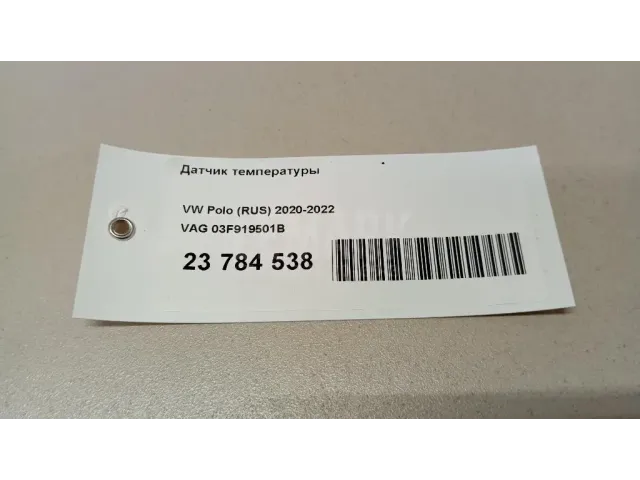 Датчик температуры
VW Polo (RUS) 2020-2022
VAG 03F919501B
23 784 538